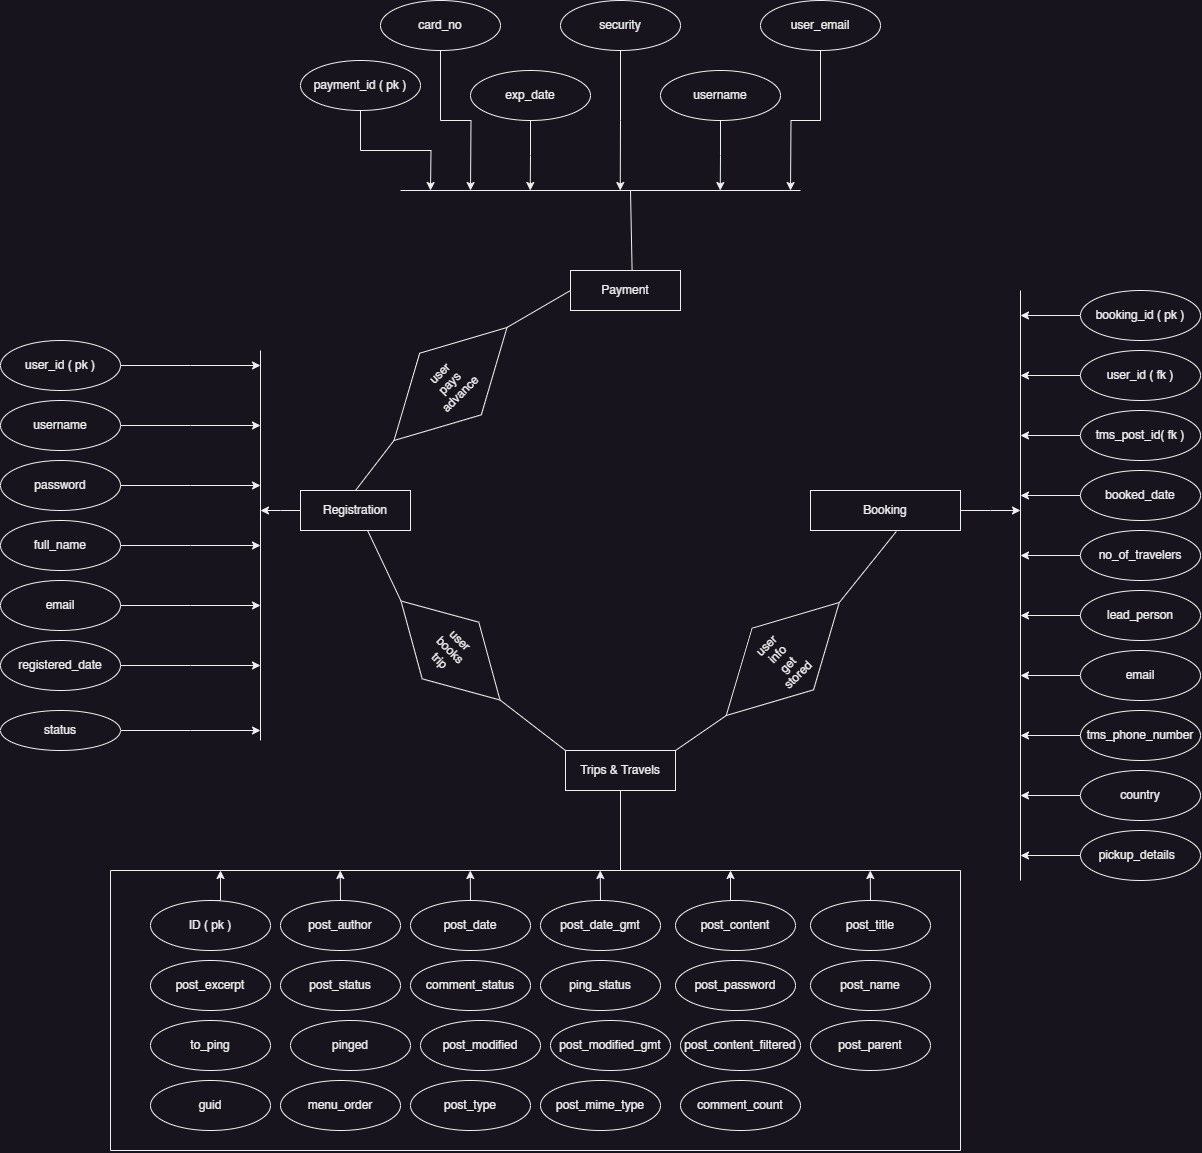 card_no
security
user_email
payment_id ( pk )
exp_date
username
Payment
user
pays
advance
user_id ( pk )
username
password
full_name
email
registered_date
status
Registration
Booking
booking_id ( pk )
user_id ( fk )
tms_post_id( fk )
booked_date
no_of_travelers
lead_person
email
tms_phone_number
country
pickup_details
user
books
trip
user
info
get
stored
Trips & Travels
ID ( pk )
post_author
post_date
post_date_gmt
post_content
post_title
post_excerpt
post_status
comment_status
ping_status
post_password
post_name
to_ping
pinged
post_modified
post_modified_gmt
post_content_filtered
post_parent
guid
menu_order
post_type
post_mime_type
comment_count